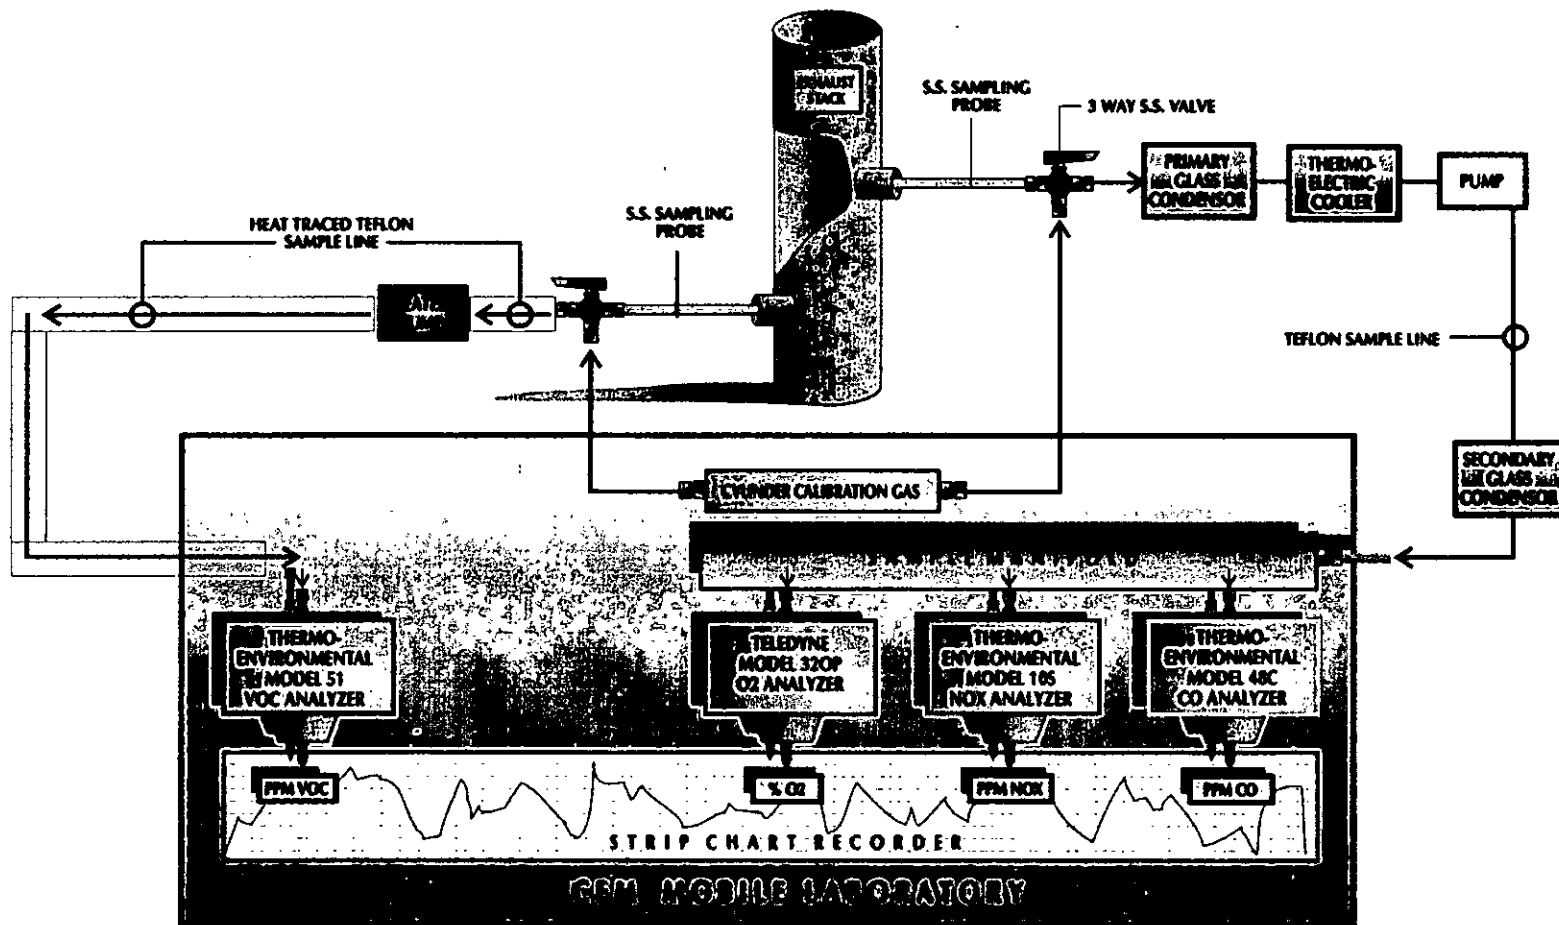 EXHAUST
STACK
S.S. SAMPLING
PROBE
3 WAY S.S. VALVE
PRIMARY
GLASS
CONDENSOR
THERMO-
ELECTRIC
COOLER
PUMP
HEAT TRACED TEFLON
SAMPLE LINE
S.S. SAMPLING
PROBE
TEFLON SAMPLE LINE
SECONDARY
GLASS
CONDENSOR
CYLINDER CALIBRATION GAS
THERMO-
ENVIRONMENTAL
MODEL 51
VOC ANALYZER
TELEDYNE
MODEL 320P
O2 ANALYZER
THERMO-
ENVIRONMENTAL
MODEL 10S
NOX ANALYZER
THERMO-
ENVIRONMENTAL
MODEL 48C
CO ANALYZER
PPM VOC
% O2
PPM NOX
PPM CO
STRIP CHART RECORDER
MOBILE LABORATORY